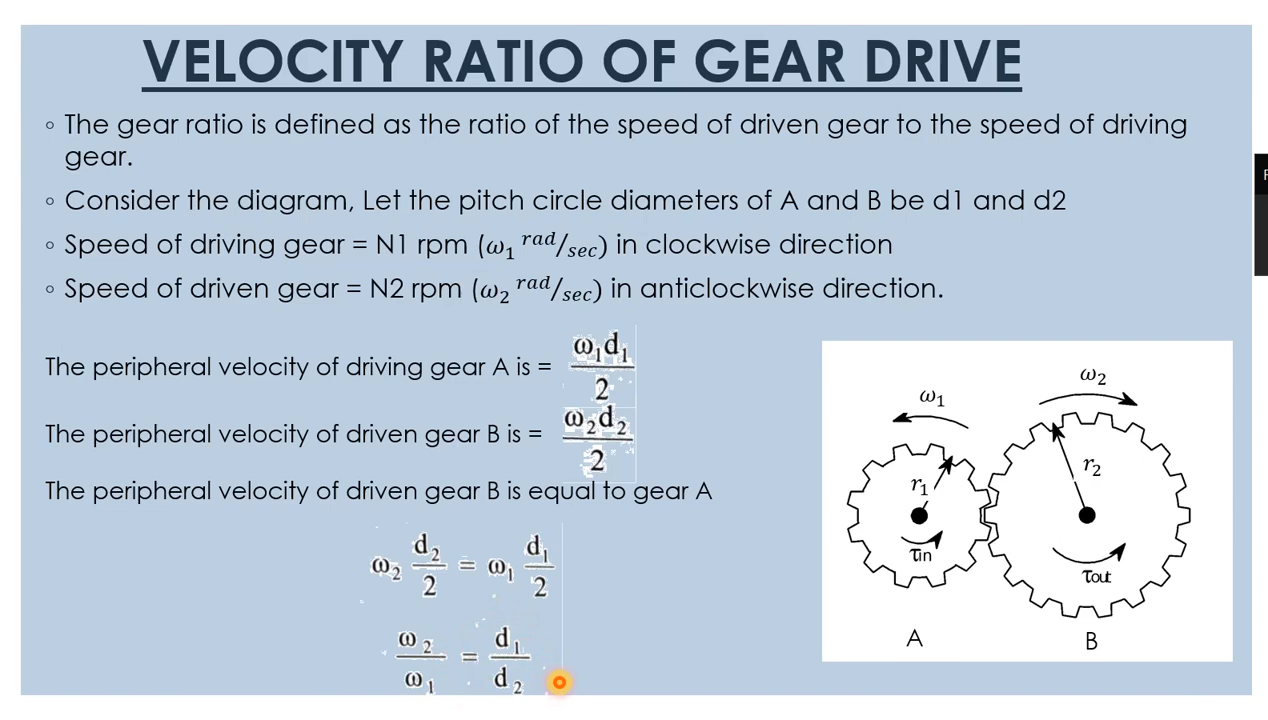 VELOCITY RATIO OF GEAR DRIVE
◦ The gear ratio is defined as the ratio of the speed of driven gear to the speed of driving
gear.
◦ Consider the diagram, Let the pitch circle diameters of A and B be d1 and d2
◦ Speed of driving gear = N1 rpm (ω₁ rad/sec) in clockwise direction
◦ Speed of driven gear = N2 rpm (ω₂ rad/sec) in anticlockwise direction.
The peripheral velocity of driving gear A is = ω₁d₁/2
The peripheral velocity of driven gear B is = ω₂d₂/2
The peripheral velocity of driven gear B is equal to gear A
ω₂ d₂/2 = ω₁ d₁/2
ω₂/ω₁ = d₁/d₂
ω₁
ω₂
r₁
r₂
τin
τout
A
B